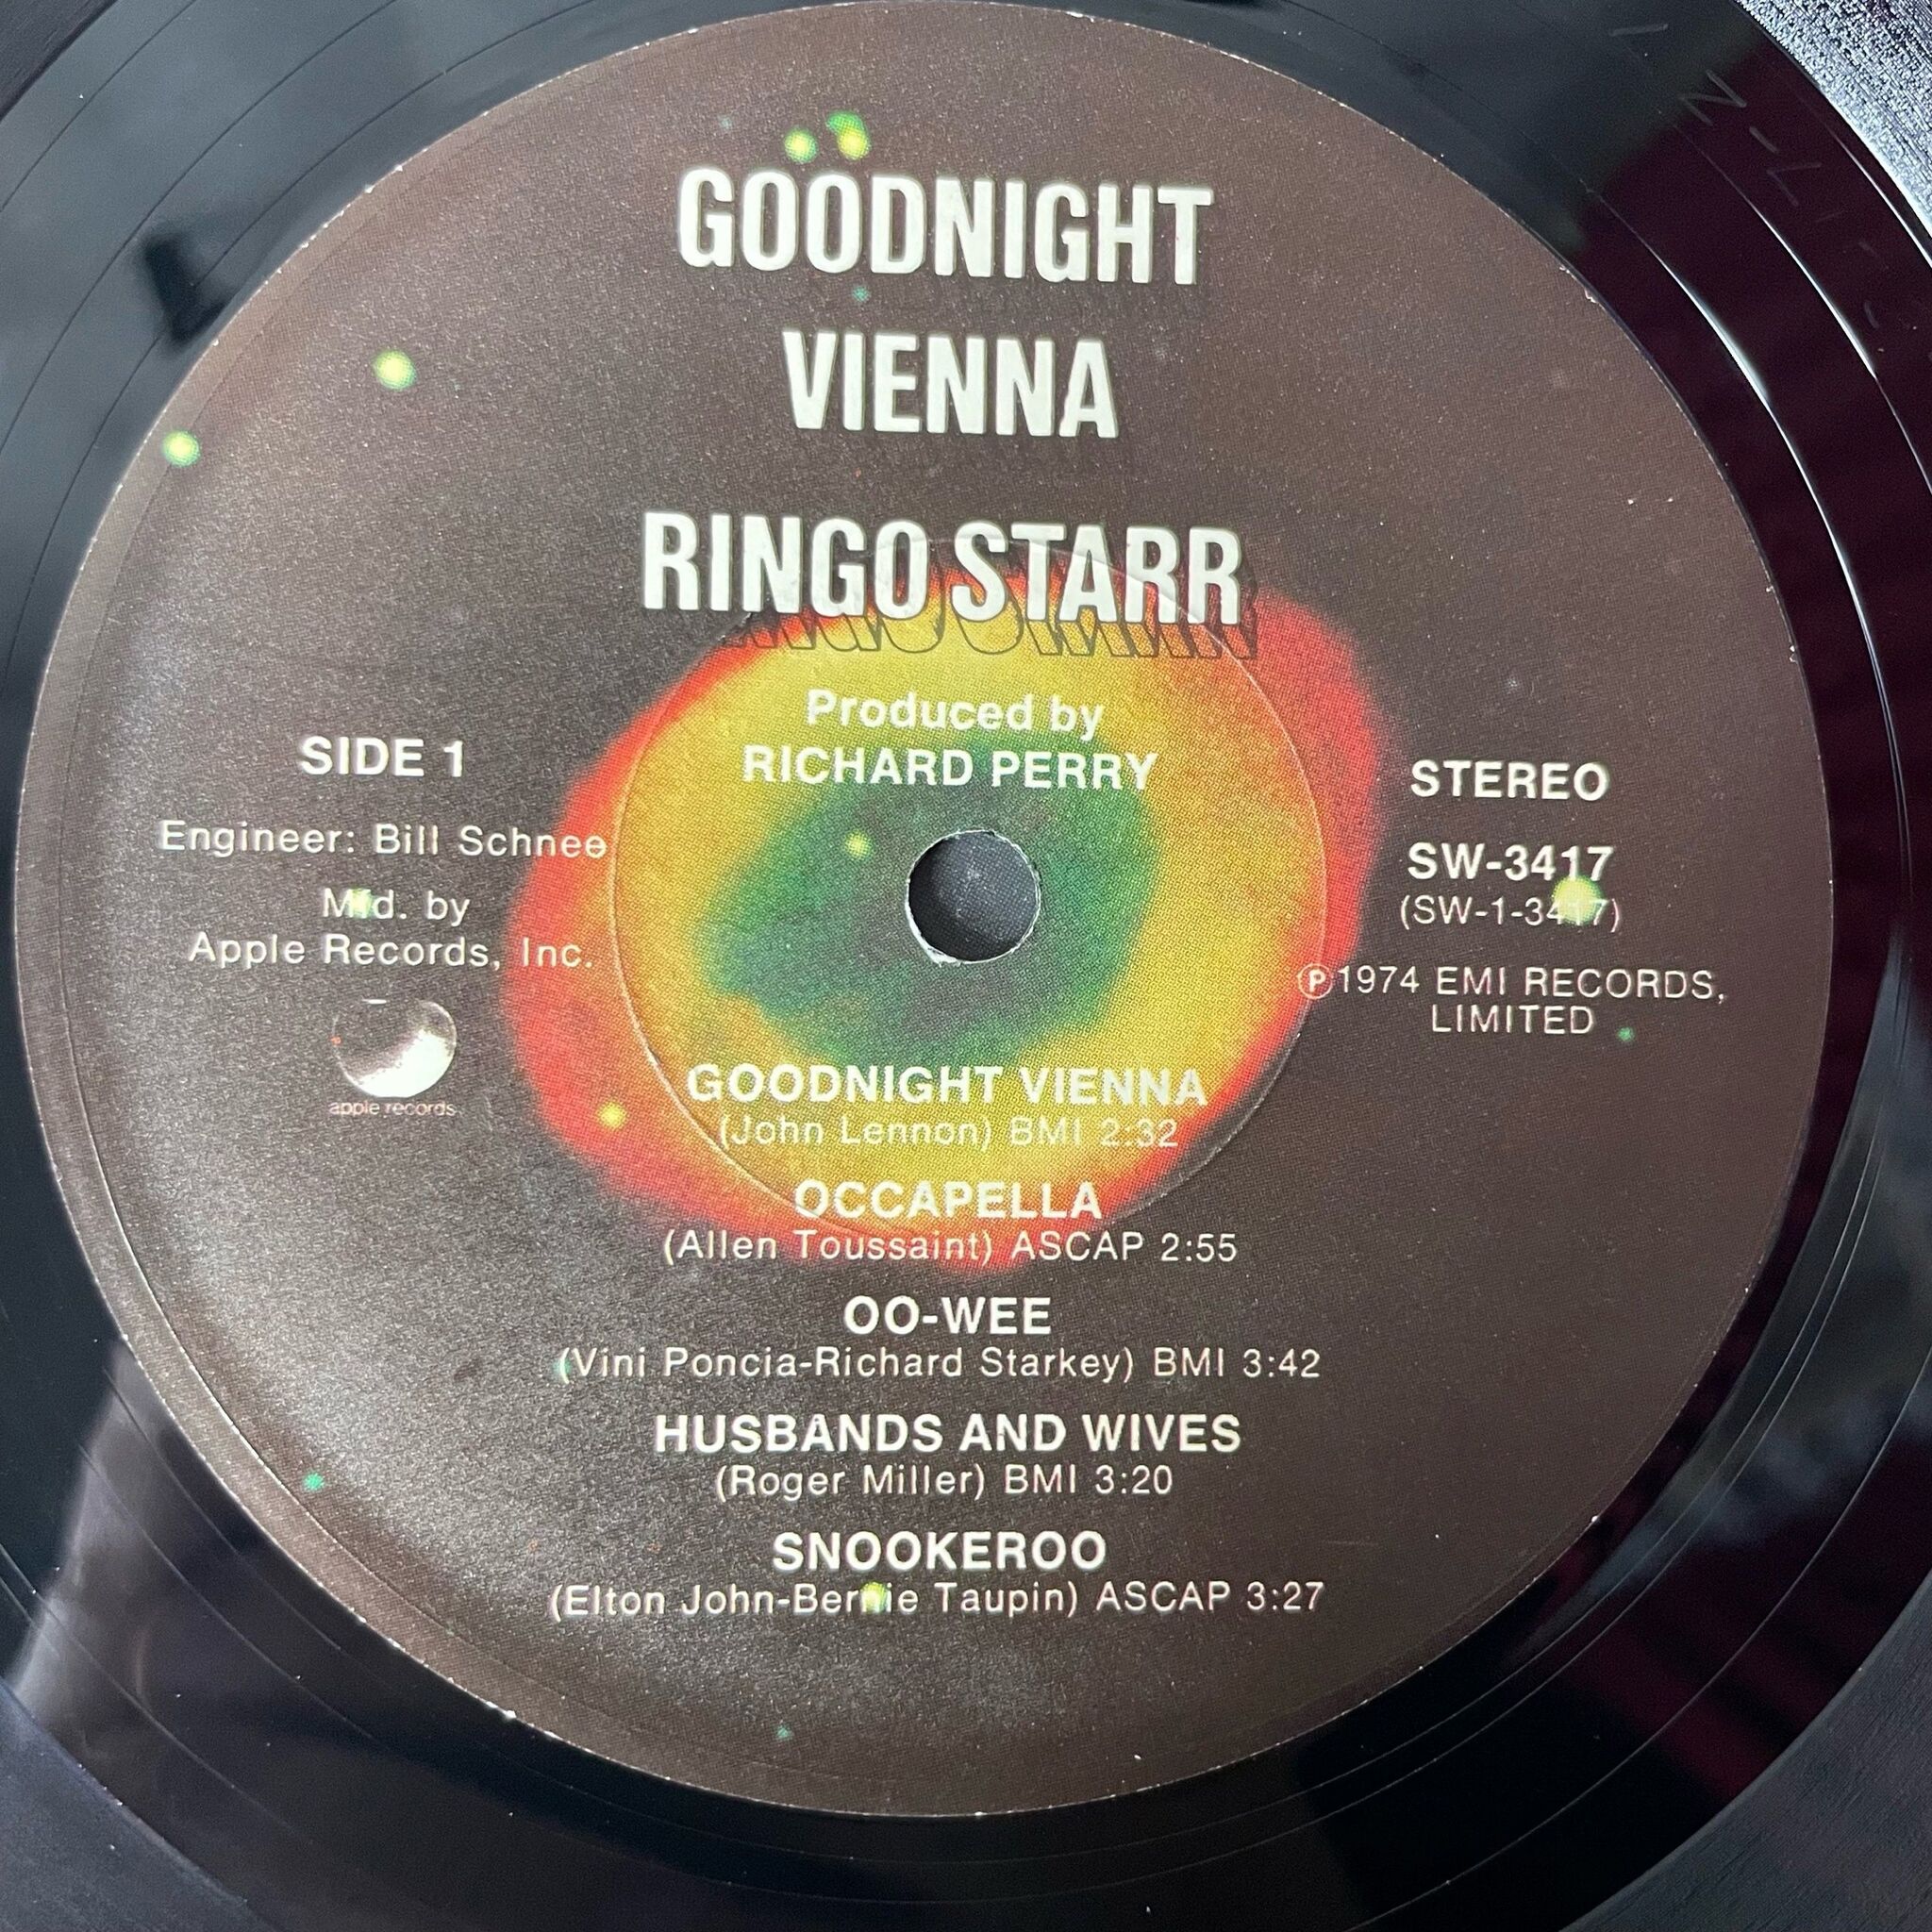 GOODNIGHT
VIENNA
RINGO STARR
Produced by
RICHARD PERRY
SIDE 1
Engineer: Bill Schnee
Mfd. by
Apple Records, Inc.
apple records
STEREO
SW-3417
(SW-1-3417)
Ⓟ1974 EMI RECORDS,
LIMITED
GOODNIGHT VIENNA
(John Lennon) BMI 2:32
OCCAPELLA
(Allen Toussaint) ASCAP 2:55
OO-WEE
(Vini Poncia-Richard Starkey) BMI 3:42
HUSBANDS AND WIVES
(Roger Miller) BMI 3:20
SNOOKEROO
(Elton John-Bernie Taupin) ASCAP 3:27